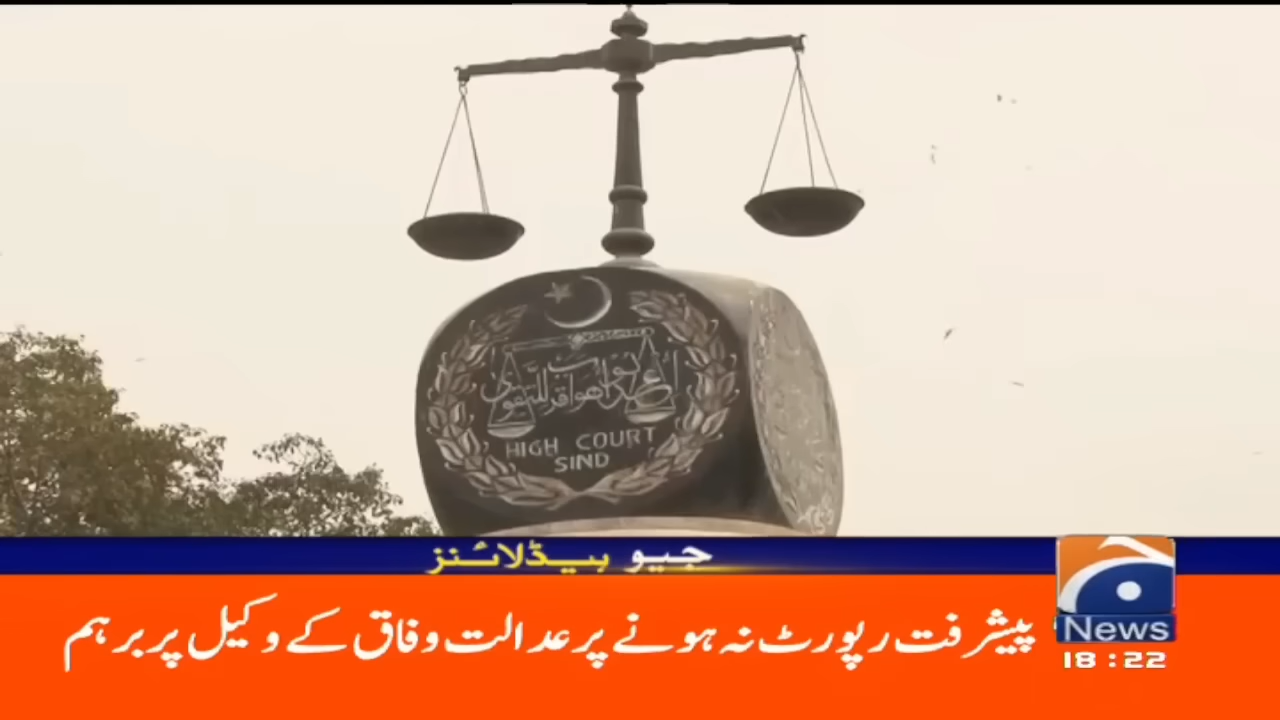 HIGH COURT
SIND
جیو ہیڈلائنز
پیشرفت رپورٹ نہ ہونے پر عدالت وفاق کے وکیل پر برہم
News
18:22